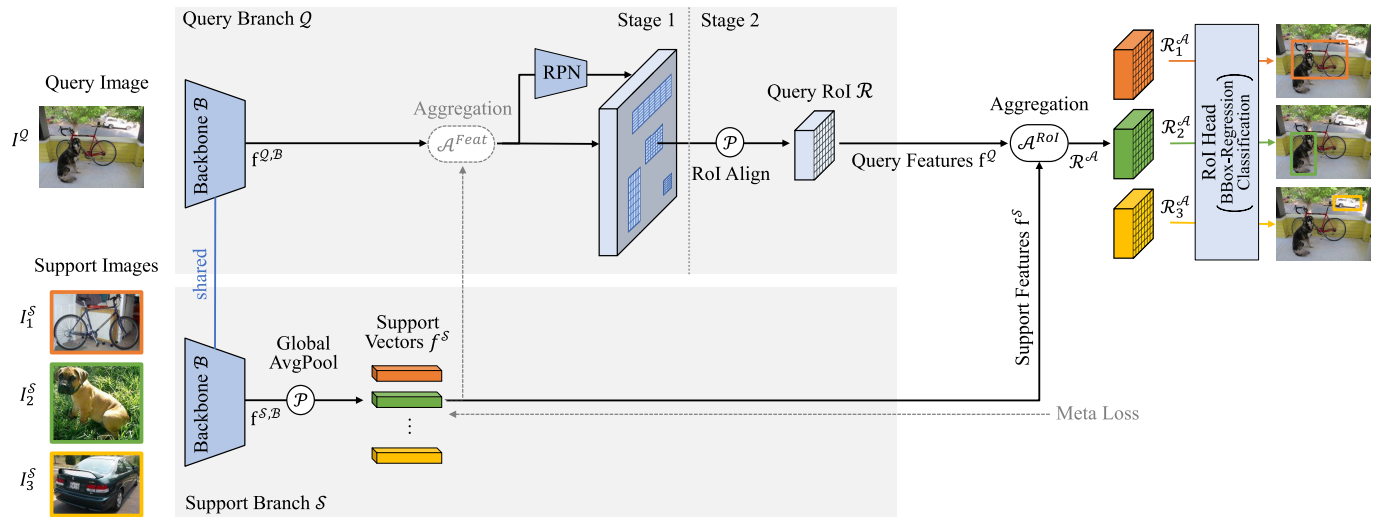 Query Branch 𝒬
Stage 1
Stage 2
Query Image
I^𝒬
Backbone ℬ
f^{𝒬,ℬ}
Aggregation
𝒜^{Feat}
RPN
𝒫
RoI Align
Query RoI ℛ
Query Features f^𝒬
Aggregation
𝒜^{RoI}
ℛ^𝒜
ℛ_1^𝒜
ℛ_2^𝒜
ℛ_3^𝒜
RoI Head
(BBox-Regression
Classification)
shared
Support Images
I_1^𝒮
I_2^𝒮
I_3^𝒮
Backbone ℬ
f^{𝒮,ℬ}
Global
AvgPool
𝒫
Support
Vectors f^𝒮
⋮
Support Features f^𝒮
Meta Loss
Support Branch 𝒮